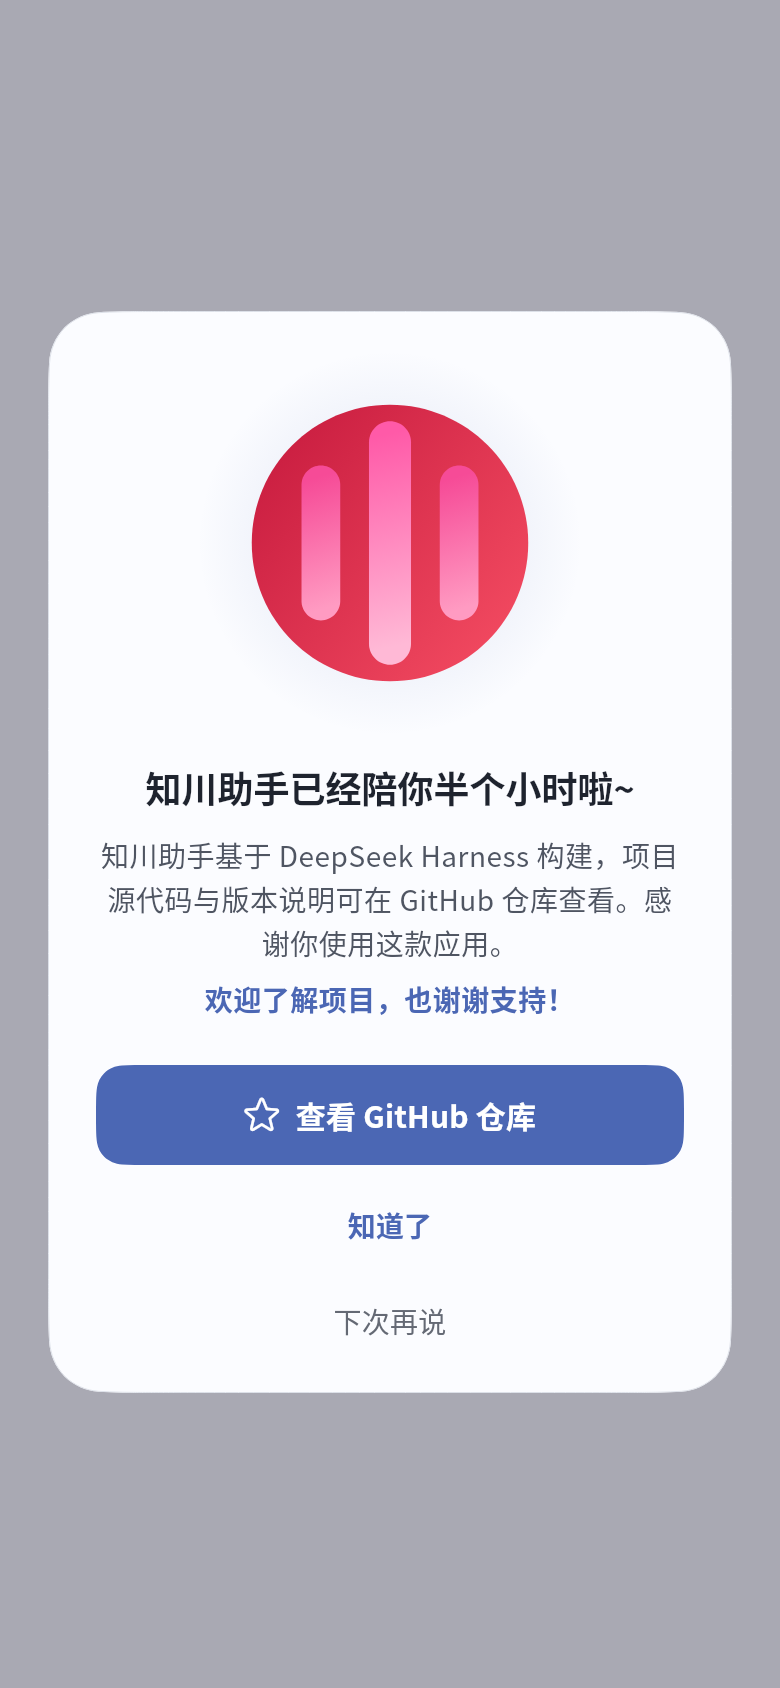 知川助手已经陪你半个小时啦~
知川助手基于 DeepSeek Harness 构建，项目
源代码与版本说明可在 GitHub 仓库查看。感
谢你使用这款应用。
欢迎了解项目，也谢谢支持！
查看 GitHub 仓库
知道了
下次再说